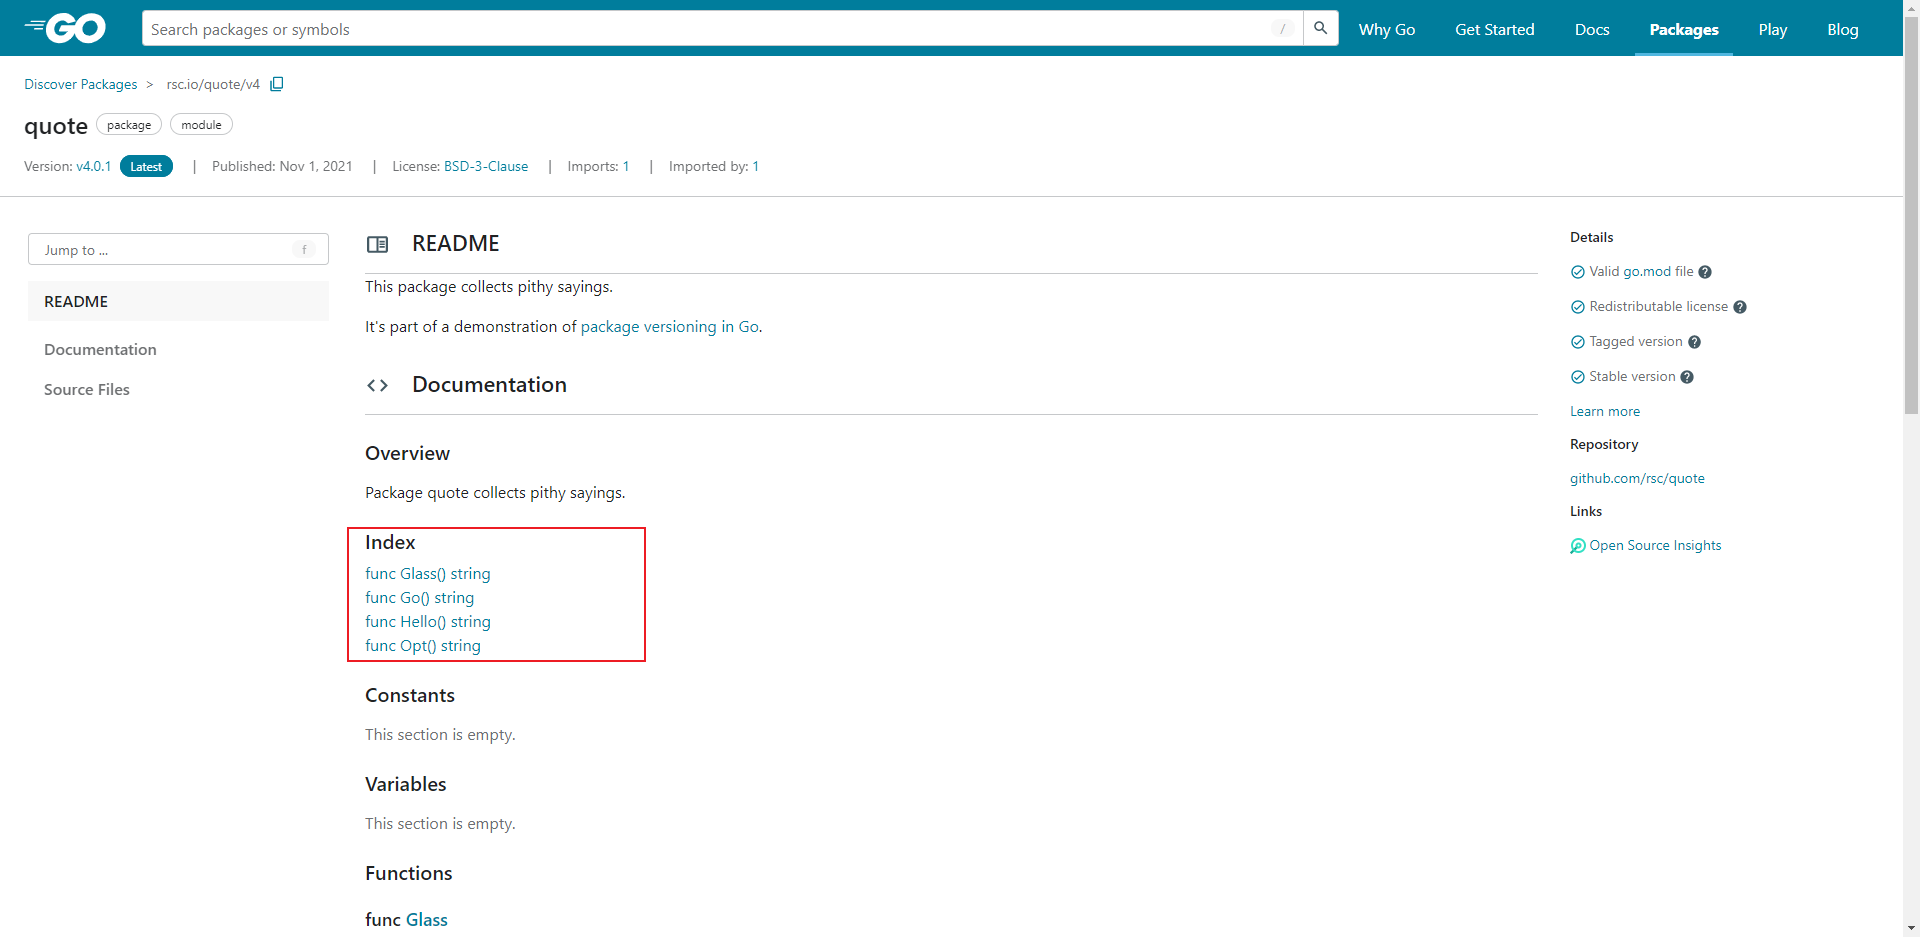 GO
Search packages or symbols /
Why Go Get Started Docs Packages Play Blog
Discover Packages > rsc.io/quote/v4
quote package module
Version: v4.0.1 Latest | Published: Nov 1, 2021 | License: BSD-3-Clause | Imports: 1 | Imported by: 1
Jump to ... f
README
Documentation
Source Files
README
This package collects pithy sayings.
It's part of a demonstration of package versioning in Go.
Documentation
Overview
Package quote collects pithy sayings.
Index
func Glass() string
func Go() string
func Hello() string
func Opt() string
Constants
This section is empty.
Variables
This section is empty.
Functions
func Glass
Details
Valid go.mod file ?
Redistributable license ?
Tagged version ?
Stable version ?
Learn more
Repository
github.com/rsc/quote
Links
Open Source Insights